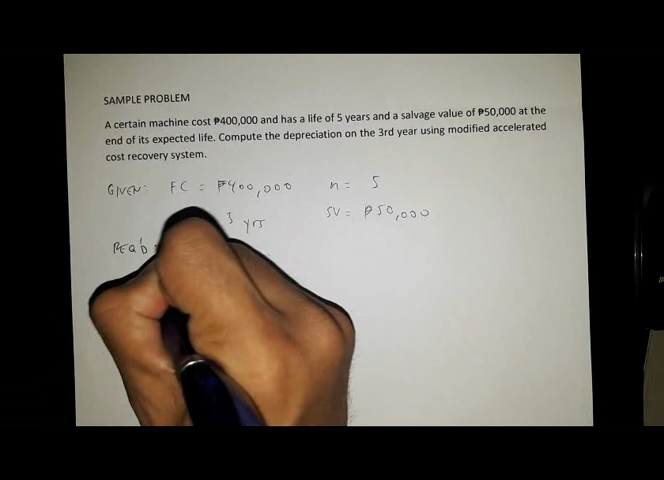 SAMPLE PROBLEM
A certain machine cost ₱400,000 and has a life of 5 years and a salvage value of ₱50,000 at the
end of its expected life. Compute the depreciation on the 3rd year using modified accelerated
cost recovery system.
GIVEN: FC = ₱400,000 n = 5
3 yrs SV = ₱50,000
REQ'D